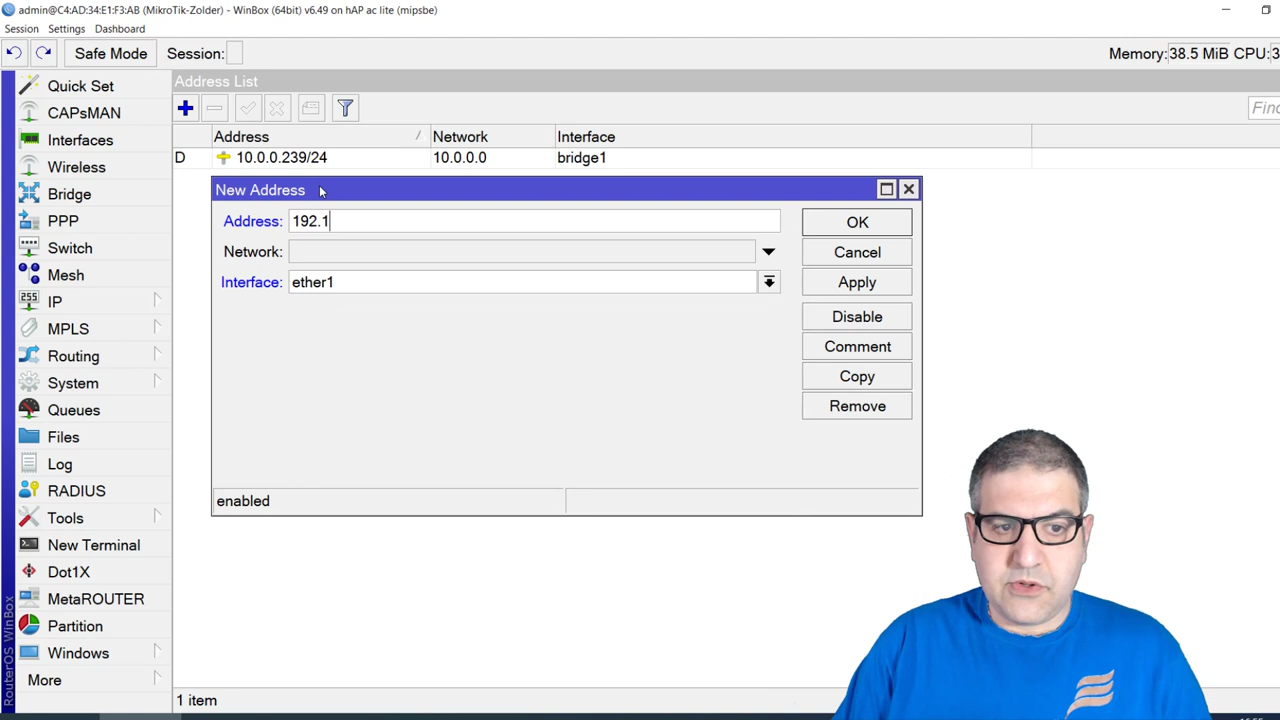 admin@C4:AD:34:E1:F3:AB (MikroTik-Zolder) - WinBox (64bit) v6.49 on hAP ac lite (mipsbe)
Session Settings Dashboard
Safe Mode Session: Memory: 38.5 MiB CPU: 3
Quick Set
CAPsMAN
Interfaces
Wireless
Bridge
PPP
Switch
Mesh
IP
MPLS
Routing
System
Queues
Files
Log
RADIUS
Tools
New Terminal
Dot1X
MetaROUTER
Partition
Windows
More
RouterOS WinBox
Address List
Find
Address Network Interface
D 10.0.0.239/24 10.0.0.0 bridge1
New Address
Address: 192.1
Network:
Interface: ether1
OK
Cancel
Apply
Disable
Comment
Copy
Remove
enabled
1 item